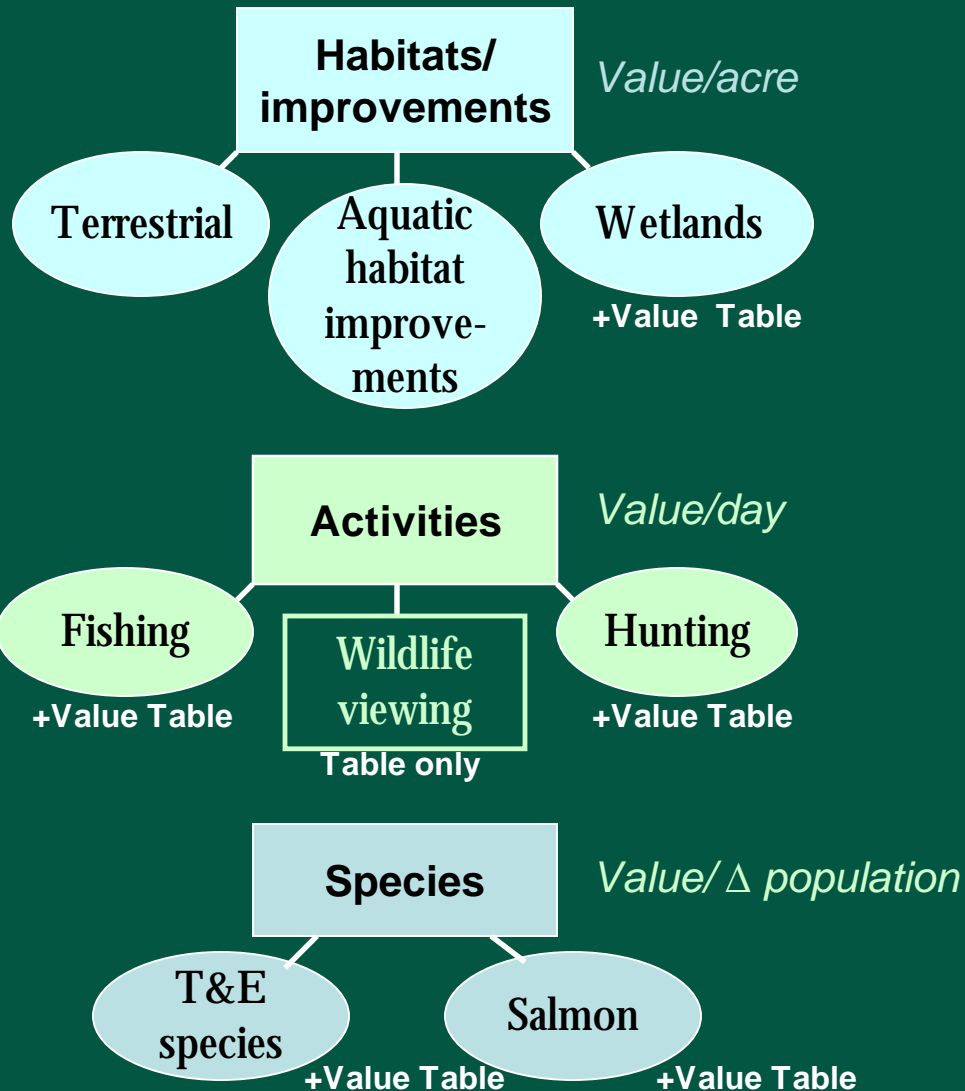 Habitats/
improvements
Value/acre
Terrestrial
Aquatic
habitat
improve-
ments
Wetlands
+Value Table
Activities
Value/day
Fishing
+Value Table
Wildlife
viewing
Table only
Hunting
+Value Table
Species
Value/ Δ population
T&E
species
+Value Table
Salmon
+Value Table